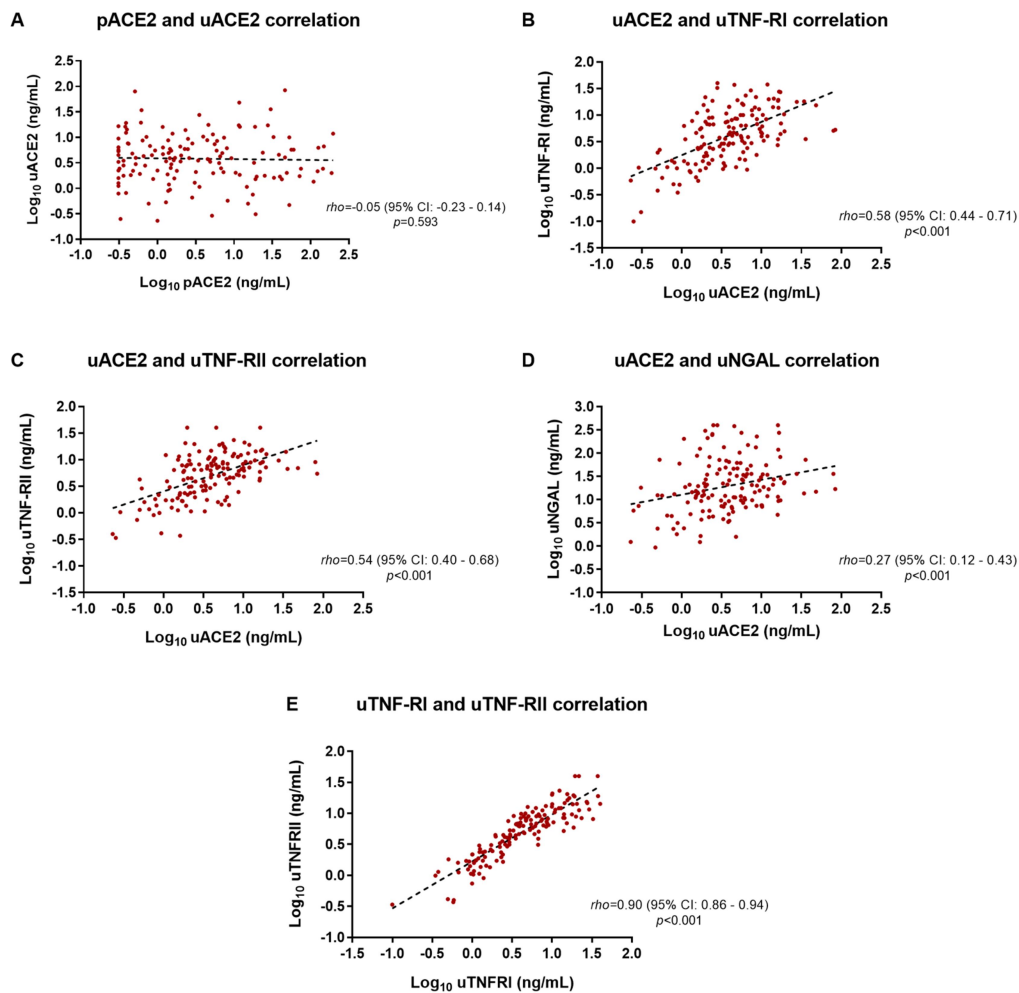 A
pACE2 and uACE2 correlation
Log10 uACE2 (ng/mL)
2.5
2.0
1.5
1.0
0.5
0.0
-0.5
-1.0
-1.0 -0.5 0.0 0.5 1.0 1.5 2.0 2.5
Log10 pACE2 (ng/mL)
rho=-0.05 (95% CI: -0.23 - 0.14)
p=0.593
B
uACE2 and uTNF-RI correlation
Log10 uTNF-RI (ng/mL)
2.0
1.5
1.0
0.5
0.0
-0.5
-1.0
-1.5
-1.0 -0.5 0.0 0.5 1.0 1.5 2.0 2.5
Log10 uACE2 (ng/mL)
rho=0.58 (95% CI: 0.44 - 0.71)
p<0.001
C
uACE2 and uTNF-RII correlation
Log10 uTNF-RII (ng/mL)
2.0
1.5
1.0
0.5
0.0
-0.5
-1.0
-1.5
-1.0 -0.5 0.0 0.5 1.0 1.5 2.0 2.5
Log10 uACE2 (ng/mL)
rho=0.54 (95% CI: 0.40 - 0.68)
p<0.001
D
uACE2 and uNGAL correlation
Log10 uNGAL (ng/mL)
3.0
2.5
2.0
1.5
1.0
0.5
0.0
-0.5
-1.0
-1.0 -0.5 0.0 0.5 1.0 1.5 2.0 2.5
Log10 uACE2 (ng/mL)
rho=0.27 (95% CI: 0.12 - 0.43)
p<0.001
E
uTNF-RI and uTNF-RII correlation
Log10 uTNFRII (ng/mL)
2.0
1.5
1.0
0.5
0.0
-0.5
-1.0
-1.5 -1.0 -0.5 0.0 0.5 1.0 1.5 2.0
Log10 uTNFRI (ng/mL)
rho=0.90 (95% CI: 0.86 - 0.94)
p<0.001